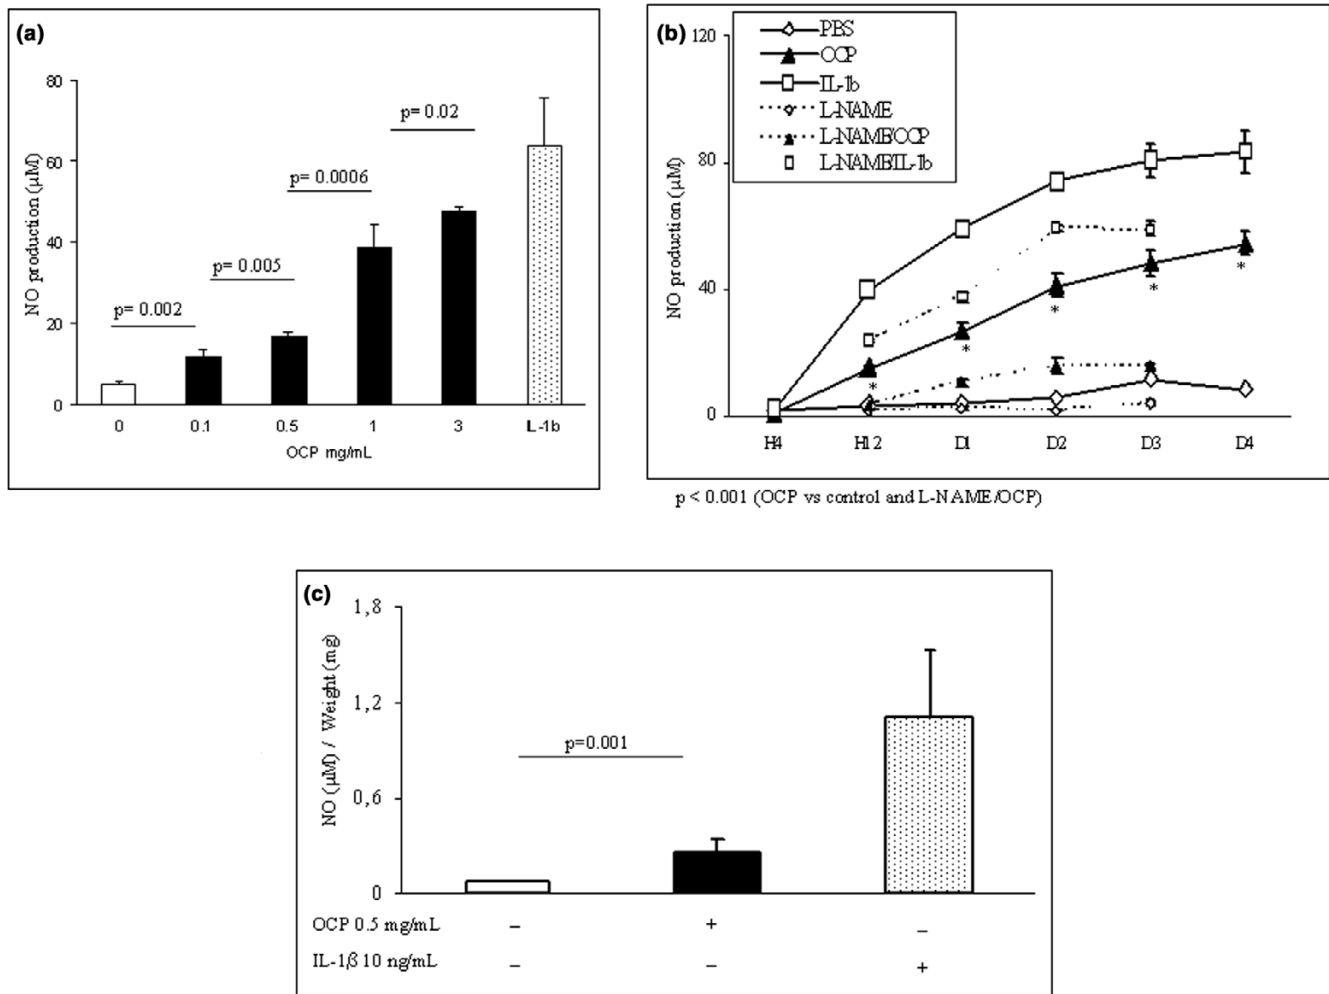 (a)
80
60
40
20
0
NO production (µM)
p= 0.002
p= 0.005
p= 0.0006
p= 0.02
0 0.1 0.5 1 3 L-1b
OCP mg/mL
(b)
PBS
OCP
IL-1b
L-NAME
L-NAME/OCP
L-NAME/IL-1b
120
80
40
0
NO production (µM)
* * * * *
H4 H12 D1 D2 D3 D4
p < 0.001 (OCP vs control and L-NAME/OCP)
(c)
1,8
1,2
0,6
0
NO (µM) / Weight (mg)
p=0.001
OCP 0.5 mg/mL – + –
IL-1ß 10 ng/mL – – +